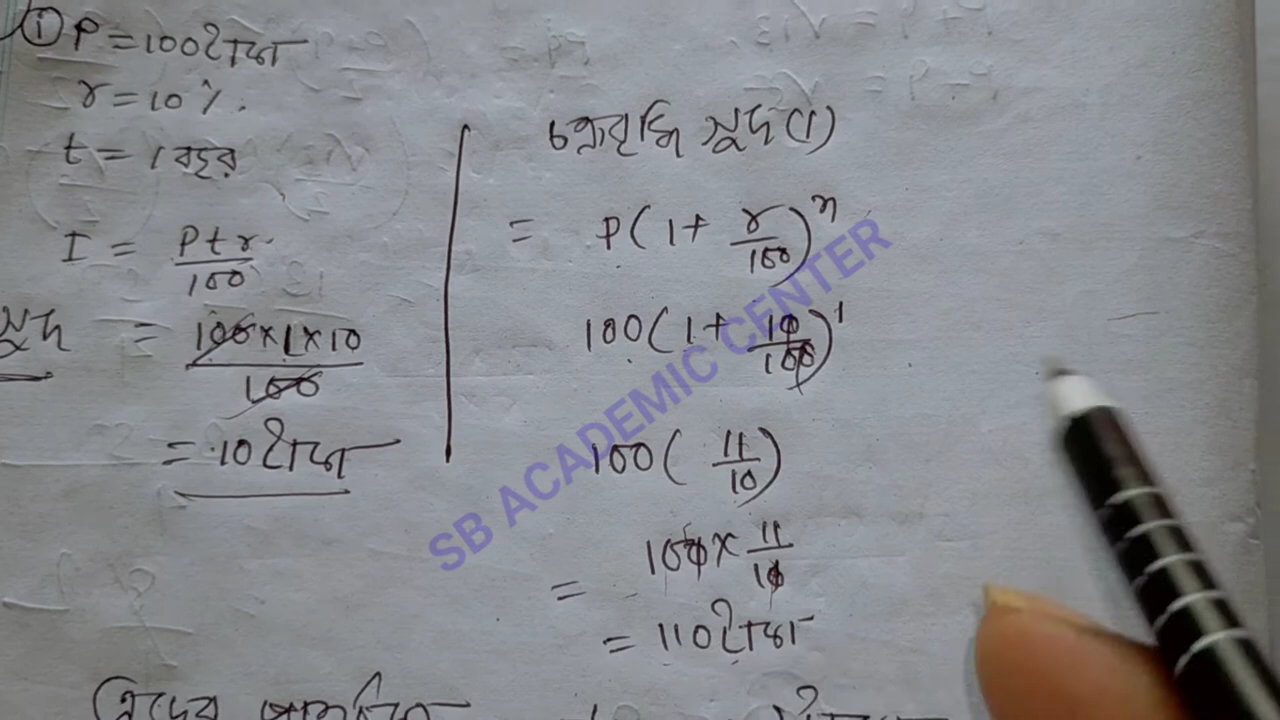 ① P = 100 টাকা
r = 10 %.
t = 1 বছর
I = Ptr / 100
সুদ = 100 × 1 × 10 / 100
= 10 টাকা
চক্রবৃদ্ধি সুদ (I)
= P(1 + r/100)^n
100(1 + 10/100)^1
100(11/10)
= 100 × 11/10
= 110 টাকা
SB ACADEMIC CENTER